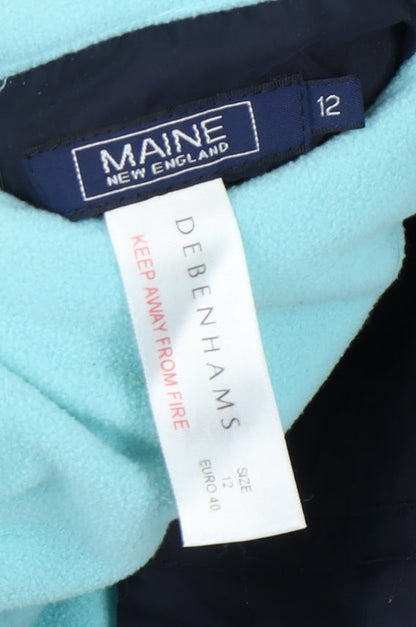 MAINE
NEW ENGLAND
12
DEBENHAMS
KEEP AWAY FROM FIRE
SIZE
12
EURO 40